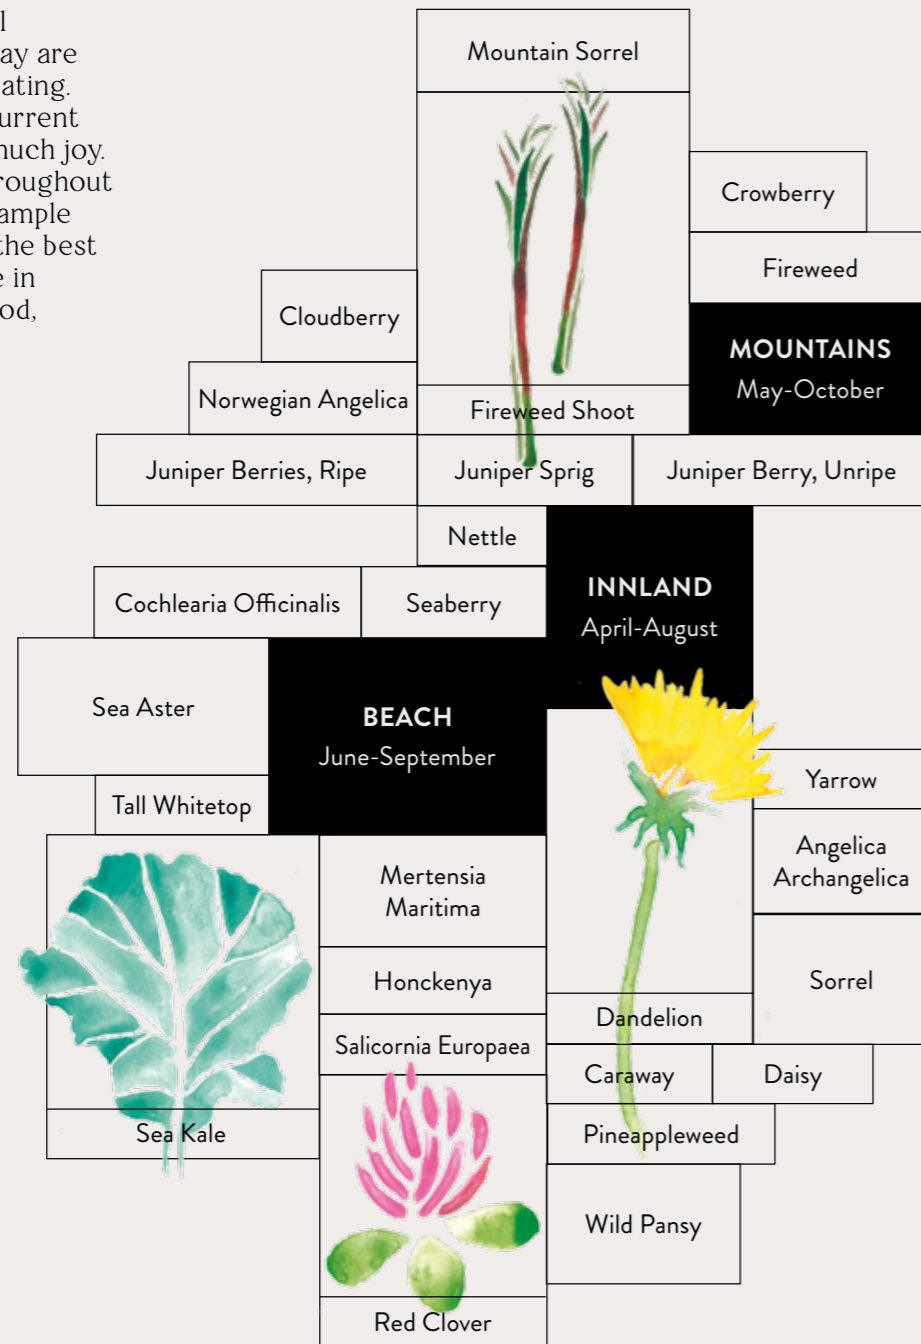 l
ay are
ating.
urrent
nuch joy.
roughout
ample
the best
e in
od,
Mountain Sorrel
Crowberry
Fireweed
Cloudberry
MOUNTAINS
May-October
Norwegian Angelica
Fireweed Shoot
Juniper Berries, Ripe
Juniper Sprig
Juniper Berry, Unripe
Nettle
INNLAND
April-August
Cochlearia Officinalis
Seaberry
Sea Aster
BEACH
June-September
Tall Whitetop
Yarrow
Angelica
Archangelica
Mertensia
Maritima
Honckenya
Sorrel
Dandelion
Salicornia Europaea
Caraway
Daisy
Sea Kale
Pineappleweed
Wild Pansy
Red Clover